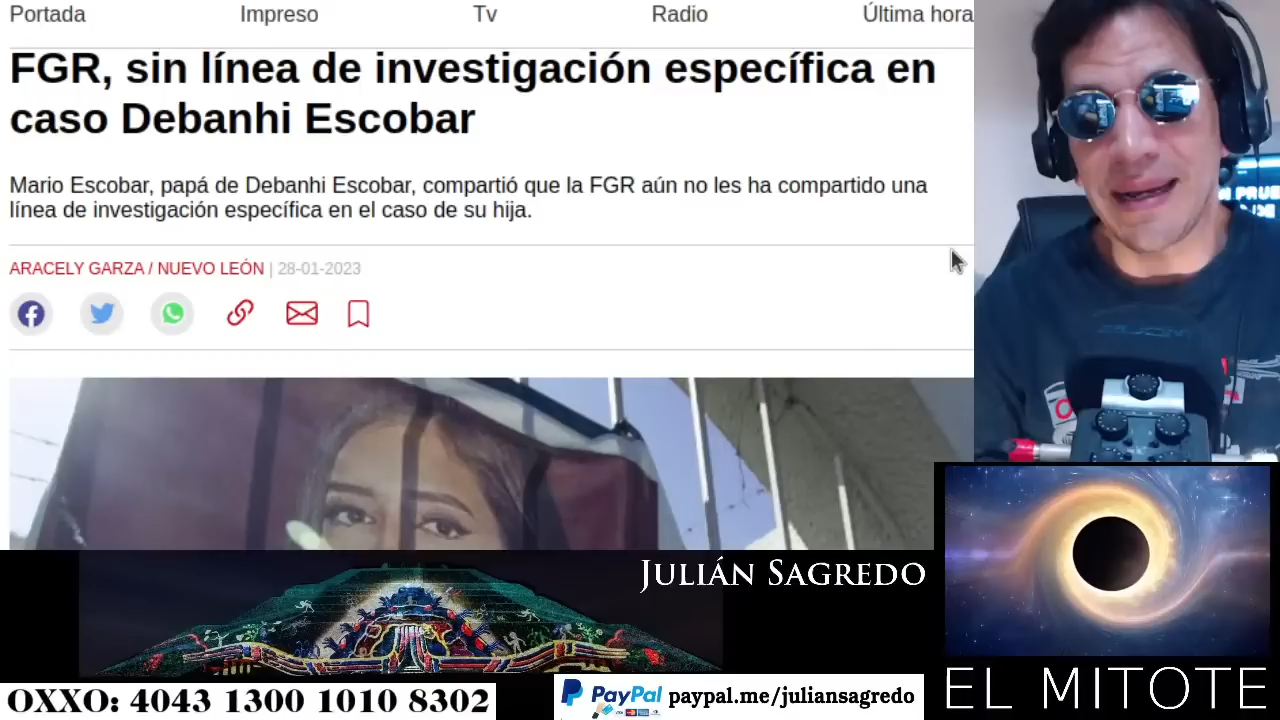 Portada Impreso Tv Radio Última hora
FGR, sin línea de investigación específica en
caso Debanhi Escobar
Mario Escobar, papá de Debanhi Escobar, compartió que la FGR aún no les ha compartido una
línea de investigación específica en el caso de su hija.
ARACELY GARZA / NUEVO LEÓN | 28-01-2023
JULIÁN SAGREDO
EL MITOTE
OXXO: 4043 1300 1010 8302
PayPal paypal.me/juliansagredo